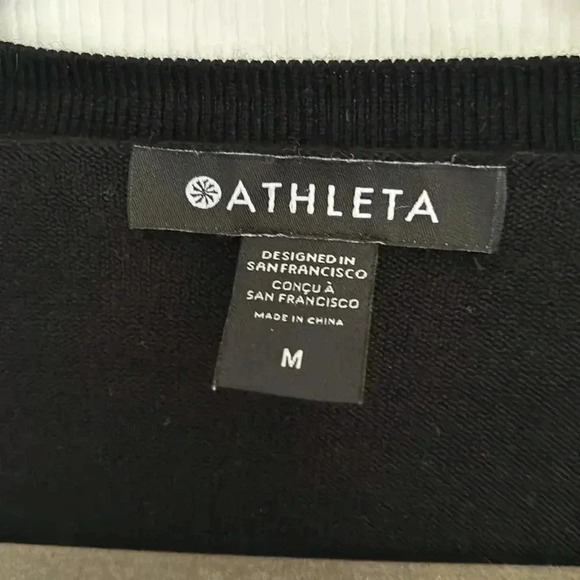 ATHLETA
DESIGNED IN
SAN FRANCISCO
CONÇU À
SAN FRANCISCO
MADE IN CHINA
M